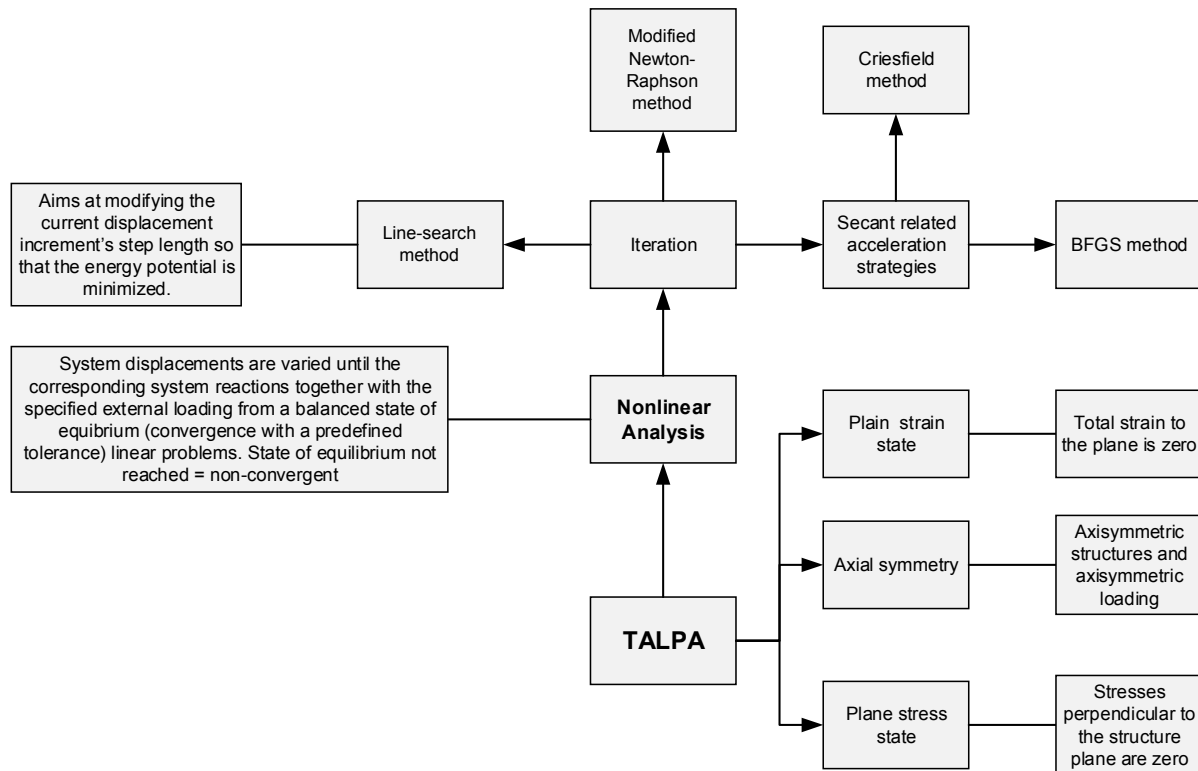 Modified
Newton-
Raphson
method
Criesfield
method
Aims at modifying the
current displacement
increment's step length so
that the energy potential is
minimized.
Line-search
method
Iteration
Secant related
acceleration
strategies
BFGS method
System displacements are varied until the
corresponding system reactions together with the
specified external loading from a balanced state of
equibrium (convergence with a predefined
tolerance) linear problems. State of equilibrium not
reached = non-convergent
Nonlinear
Analysis
Plain strain
state
Total strain to
the plane is zero
Axial symmetry
Axisymmetric
structures and
axisymmetric
loading
TALPA
Plane stress
state
Stresses
perpendicular to
the structure
plane are zero